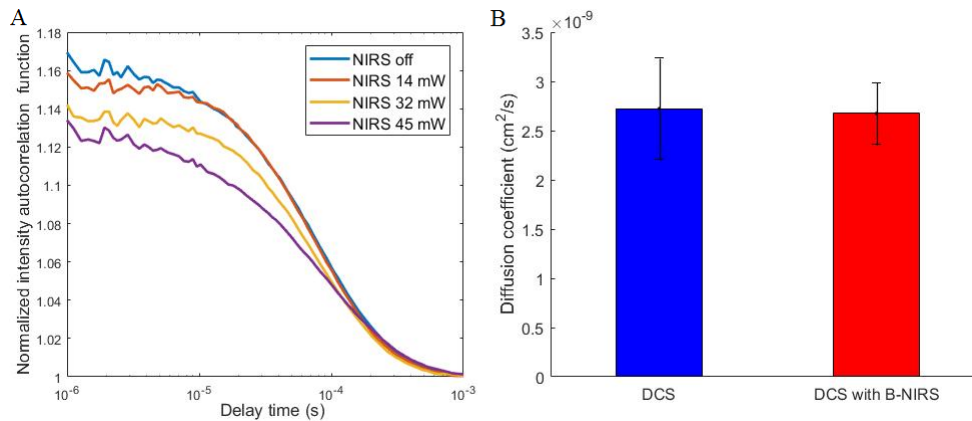 A
Normalized intensity autocorrelation function
1.18
1.16
1.14
1.12
1.1
1.08
1.06
1.04
1.02
1
NIRS off
NIRS 14 mW
NIRS 32 mW
NIRS 45 mW
10⁻⁶
10⁻⁵
10⁻⁴
10⁻³
Delay time (s)
B
×10⁻⁹
Diffusion coefficient (cm²/s)
3.5
3
2.5
2
1.5
1
0.5
0
DCS
DCS with B-NIRS